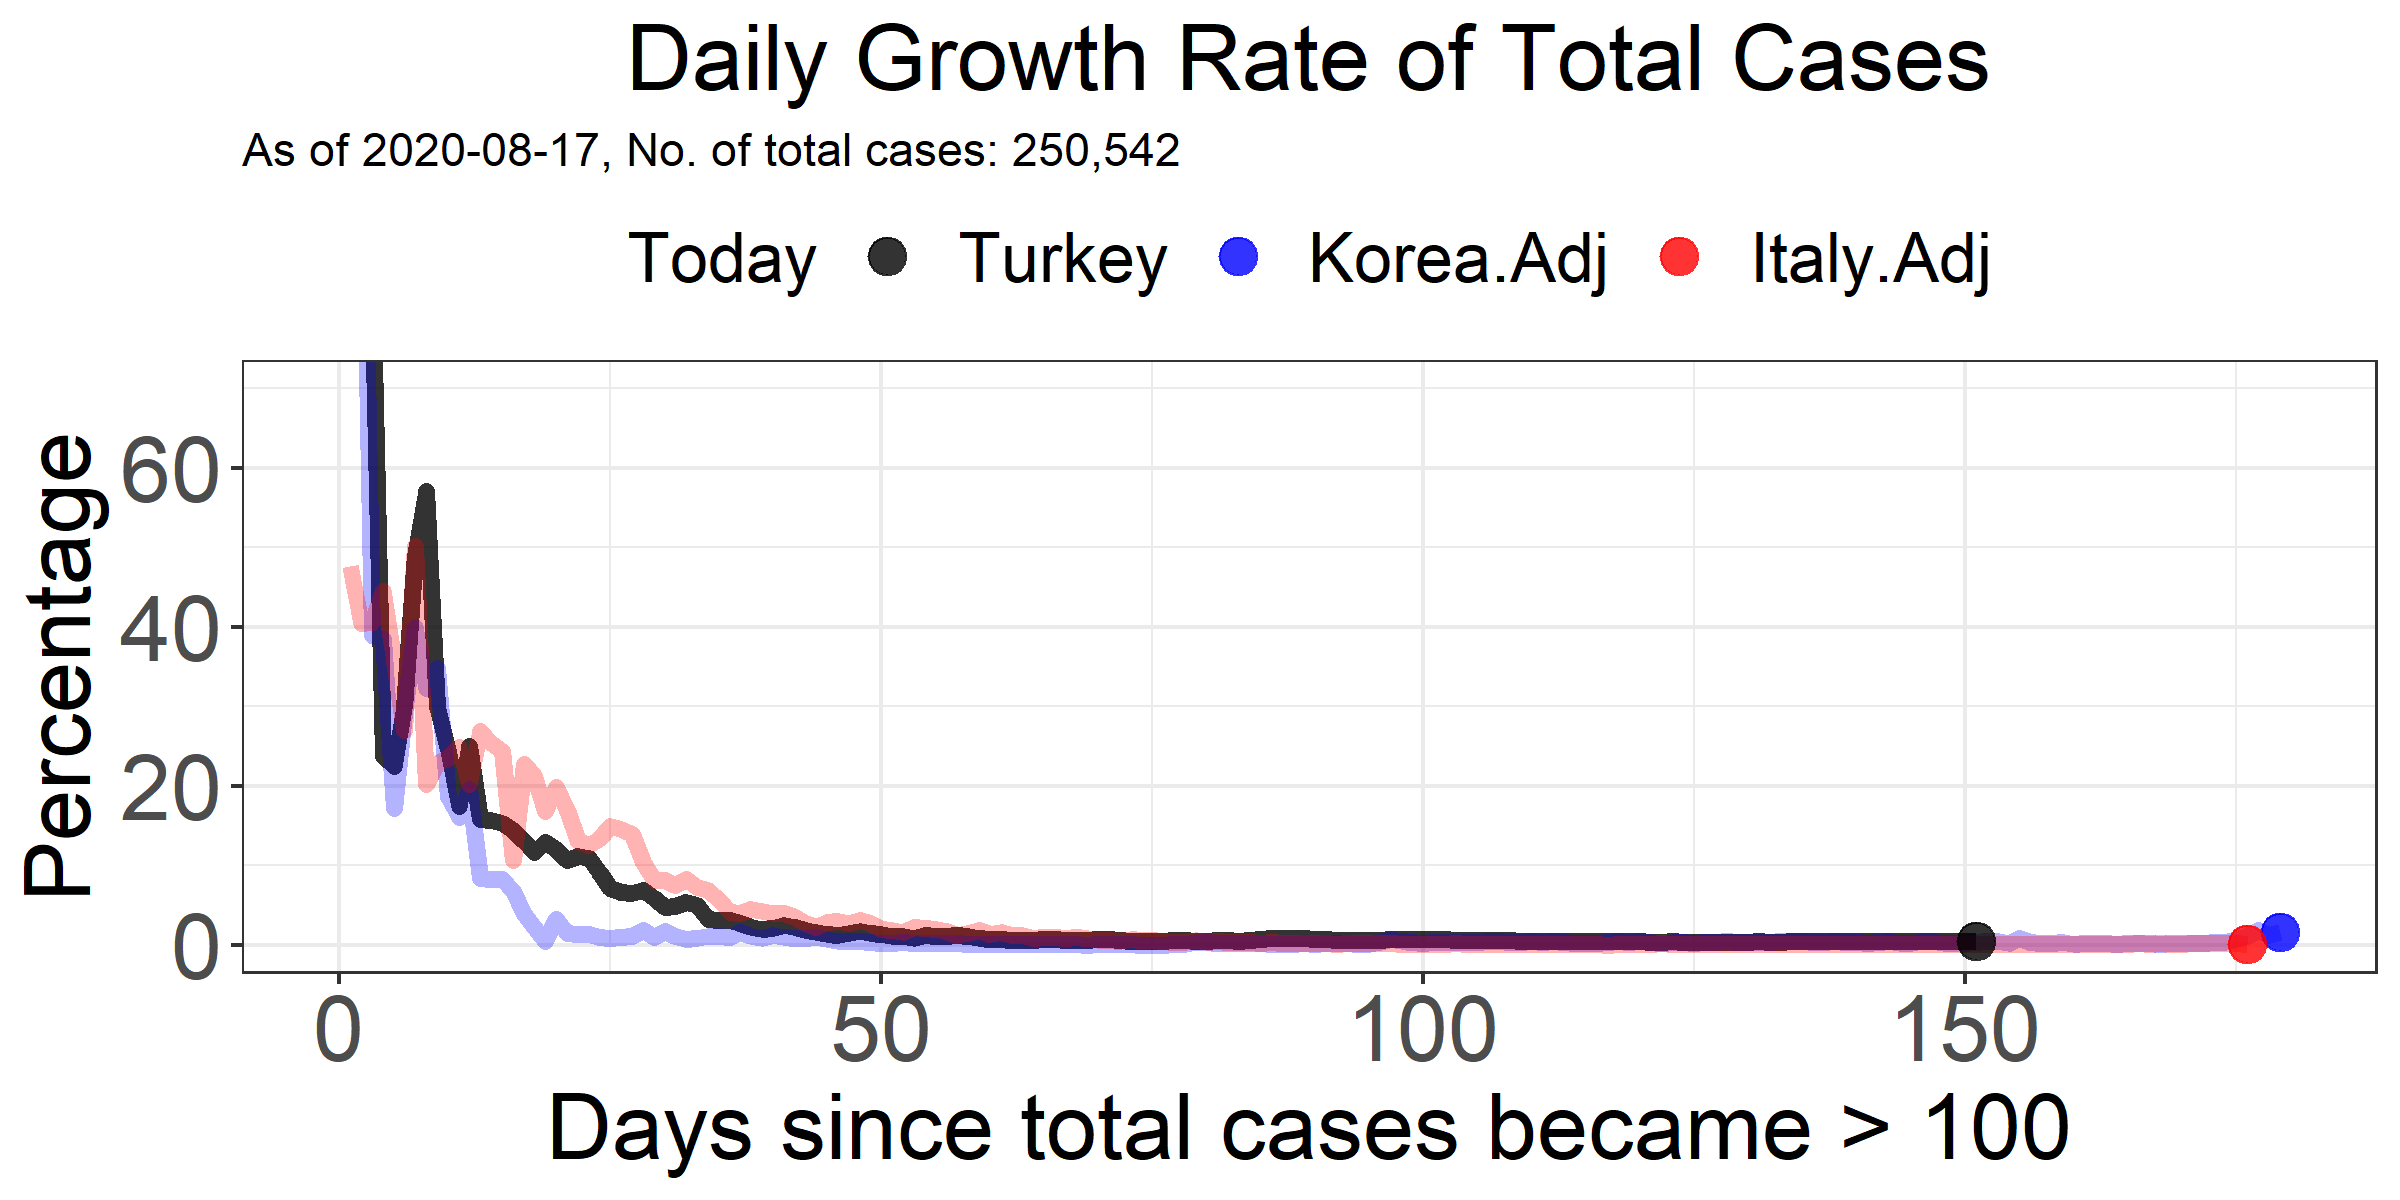 Daily Growth Rate of Total Cases
As of 2020-08-17, No. of total cases: 250,542
Today Turkey Korea.Adj Italy.Adj
Percentage
60
40
20
0
0 50 100 150
Days since total cases became > 100